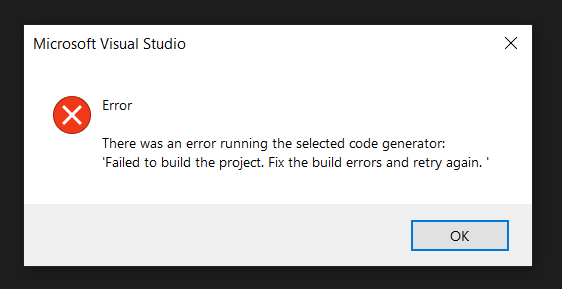 Microsoft Visual Studio
Error
There was an error running the selected code generator:
'Failed to build the project. Fix the build errors and retry again. '
OK